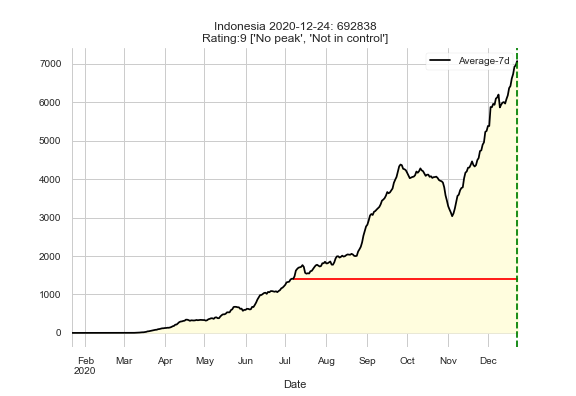 Indonesia 2020-12-24: 692838
Rating:9 ['No peak', 'Not in control']
Average-7d
7000
6000
5000
4000
3000
2000
1000
0
Feb Mar Apr May Jun Jul Aug Sep Oct Nov Dec
2020
Date